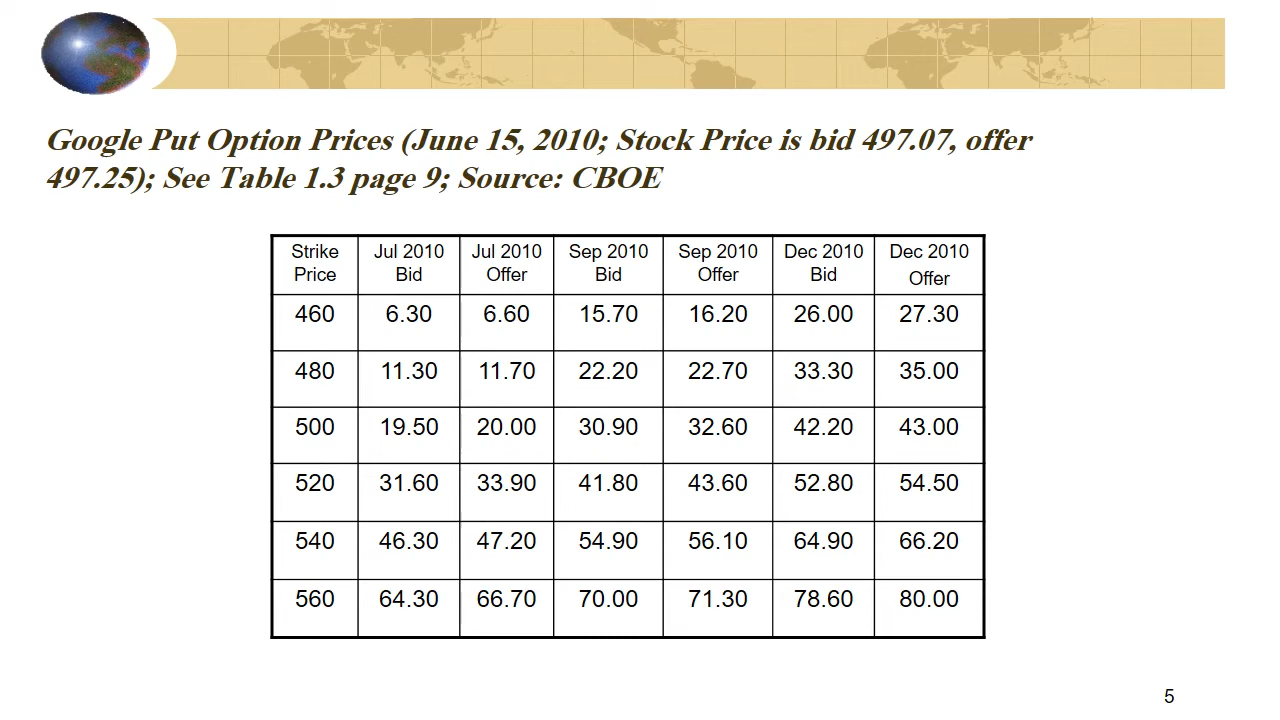 Google Put Option Prices (June 15, 2010; Stock Price is bid 497.07, offer
497.25); See Table 1.3 page 9; Source: CBOE
Strike Price Jul 2010 Bid Jul 2010 Offer Sep 2010 Bid Sep 2010 Offer Dec 2010 Bid Dec 2010 Offer
460 6.30 6.60 15.70 16.20 26.00 27.30
480 11.30 11.70 22.20 22.70 33.30 35.00
500 19.50 20.00 30.90 32.60 42.20 43.00
520 31.60 33.90 41.80 43.60 52.80 54.50
540 46.30 47.20 54.90 56.10 64.90 66.20
560 64.30 66.70 70.00 71.30 78.60 80.00
5